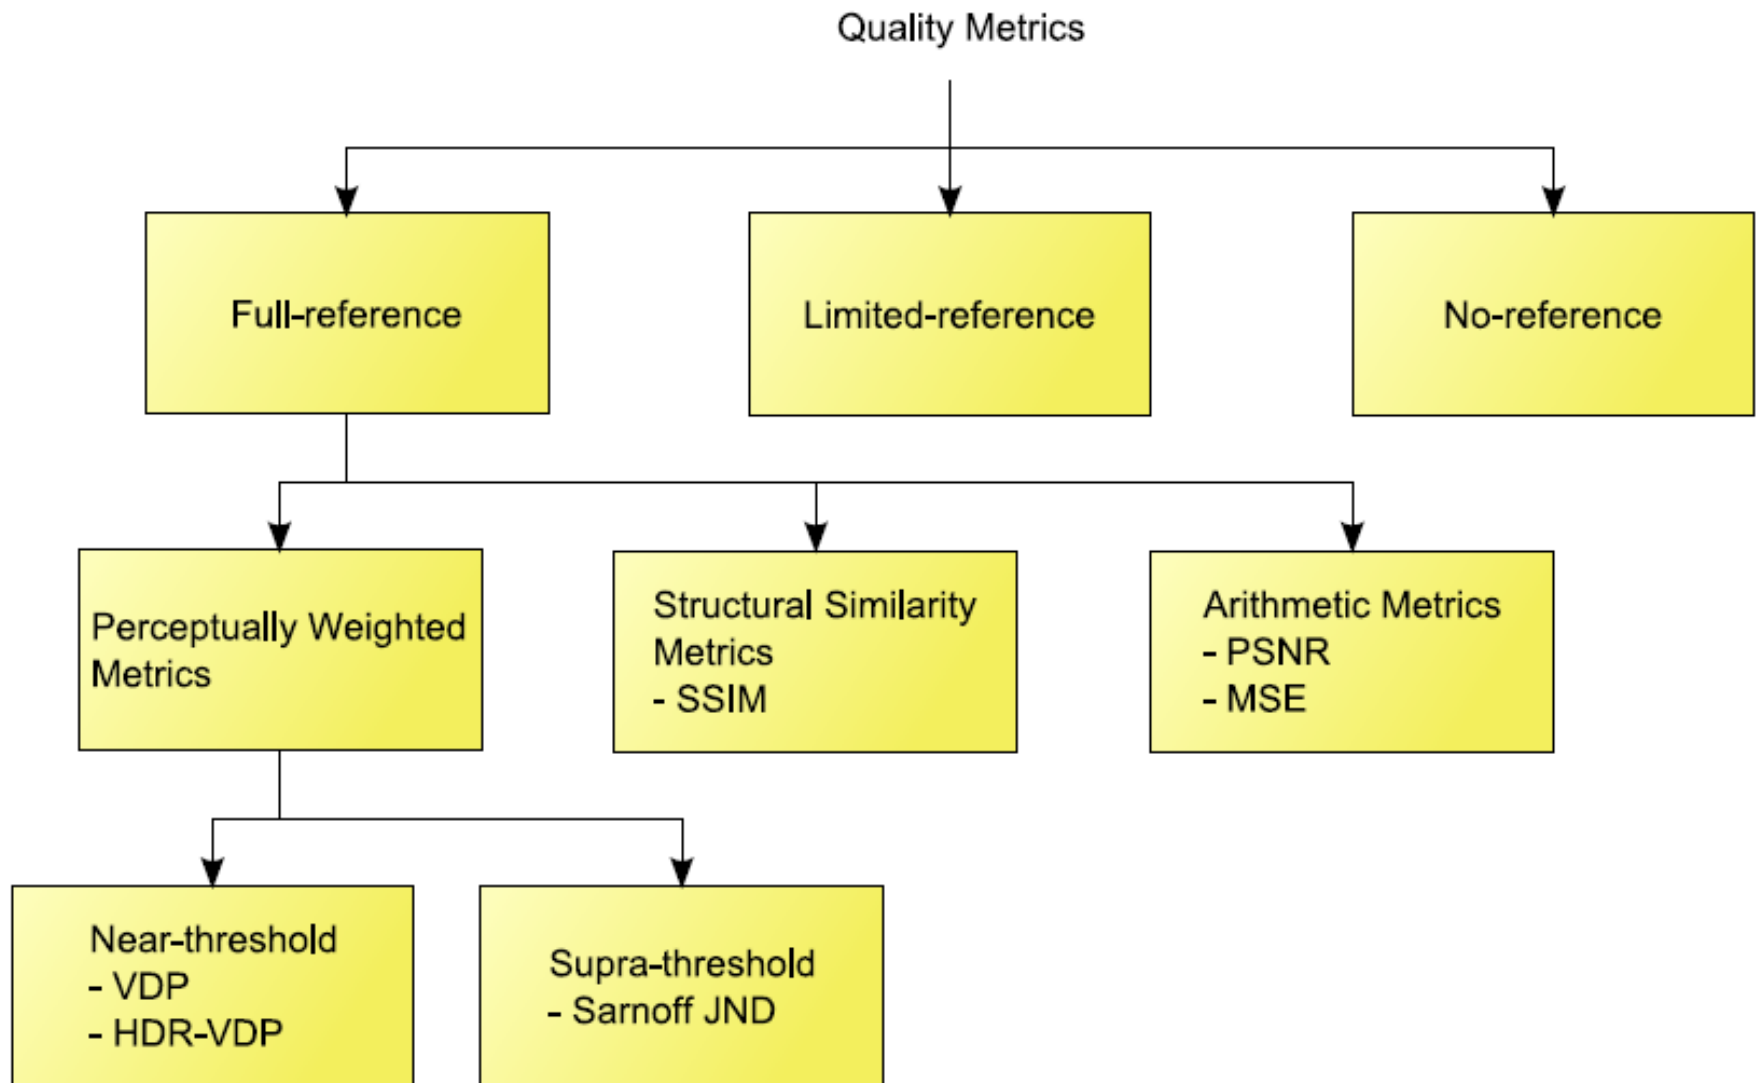 Quality Metrics
Full-reference
Limited-reference
No-reference
Perceptually Weighted
Metrics
Structural Similarity
Metrics
- SSIM
Arithmetic Metrics
- PSNR
- MSE
Near-threshold
- VDP
- HDR-VDP
Supra-threshold
- Sarnoff JND